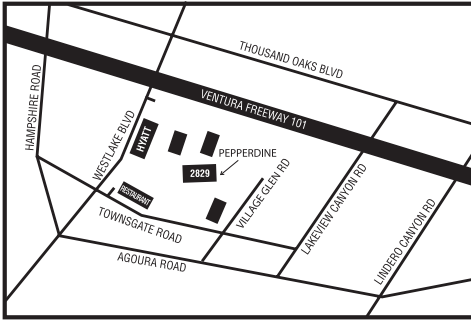 THOUSAND OAKS BLVD
VENTURA FREEWAY 101
HAMPSHIRE ROAD
WESTLAKE BLVD
HYATT
PEPPERDINE
2829
VILLAGE GLEN RD
LAKEVIEW CANYON RD
LINDERO CANYON RD
RESTAURANT
TOWNSGATE ROAD
AGOURA ROAD